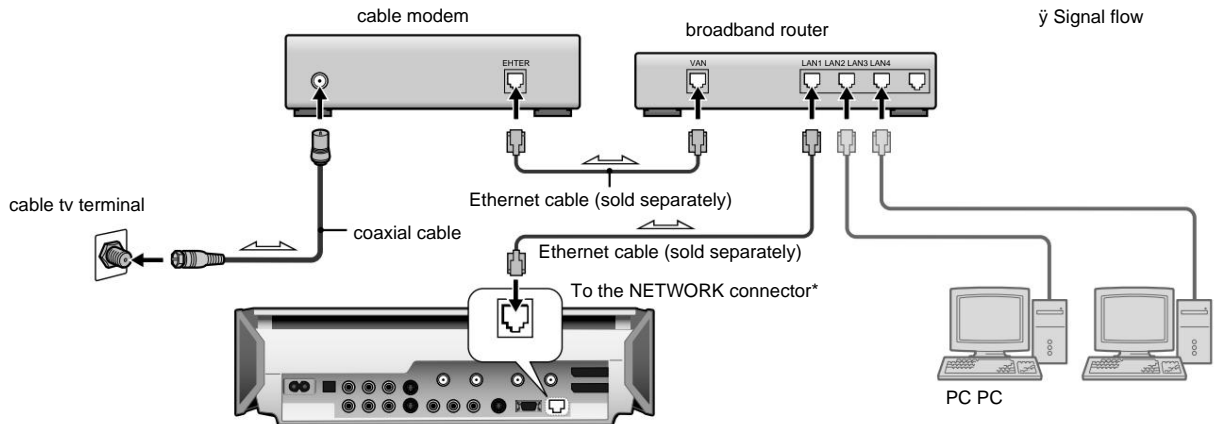 cable modem
broadband router
ÿ Signal flow
EHTER
VAN
LAN1 LAN2 LAN3 LAN4
Ethernet cable (sold separately)
cable tv terminal
coaxial cable
Ethernet cable (sold separately)
To the NETWORK connector*
PC PC